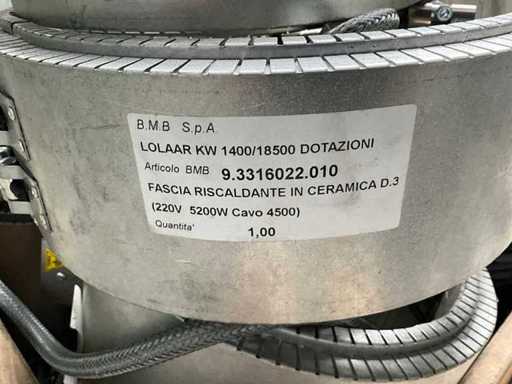 B.M.B S.p.A.
LOLAAR KW 1400/18500 DOTAZIONI
Articolo BMB 9.3316022.010
FASCIA RISCALDANTE IN CERAMICA D.3
(220V 5200W Cavo 4500)
Quantita' 1,00